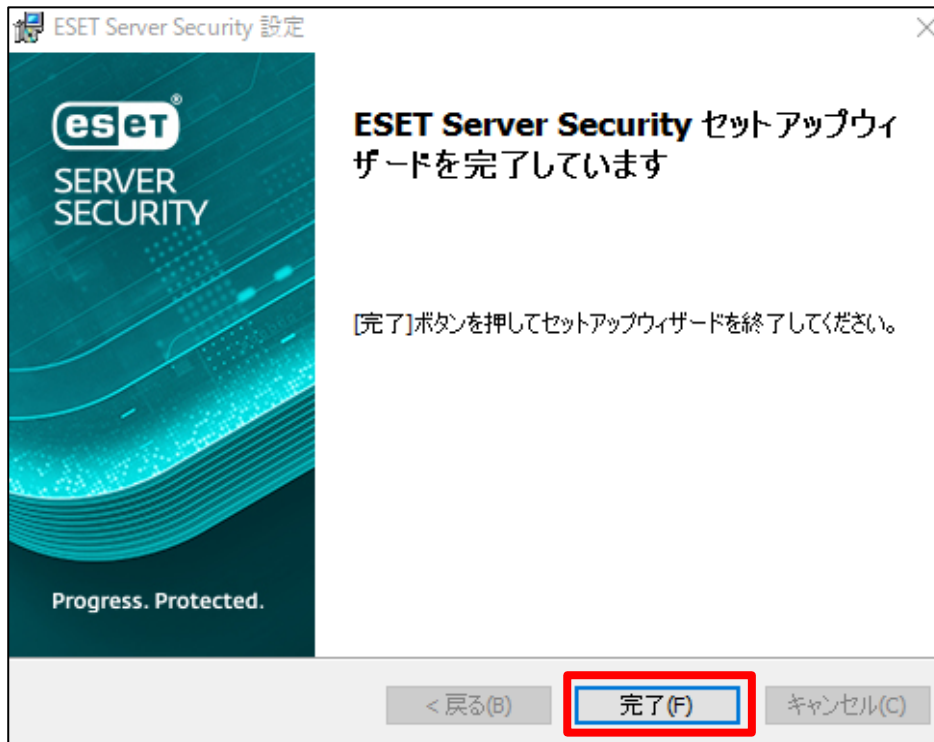 ESET Server Security 設定
eseT®
SERVER
SECURITY
ESET Server Security セットアップウィ
ザードを完了しています
[完了]ボタンを押してセットアップウィザードを終了してください。
Progress. Protected.
<戻る(B)
完了(F)
キャンセル(C)